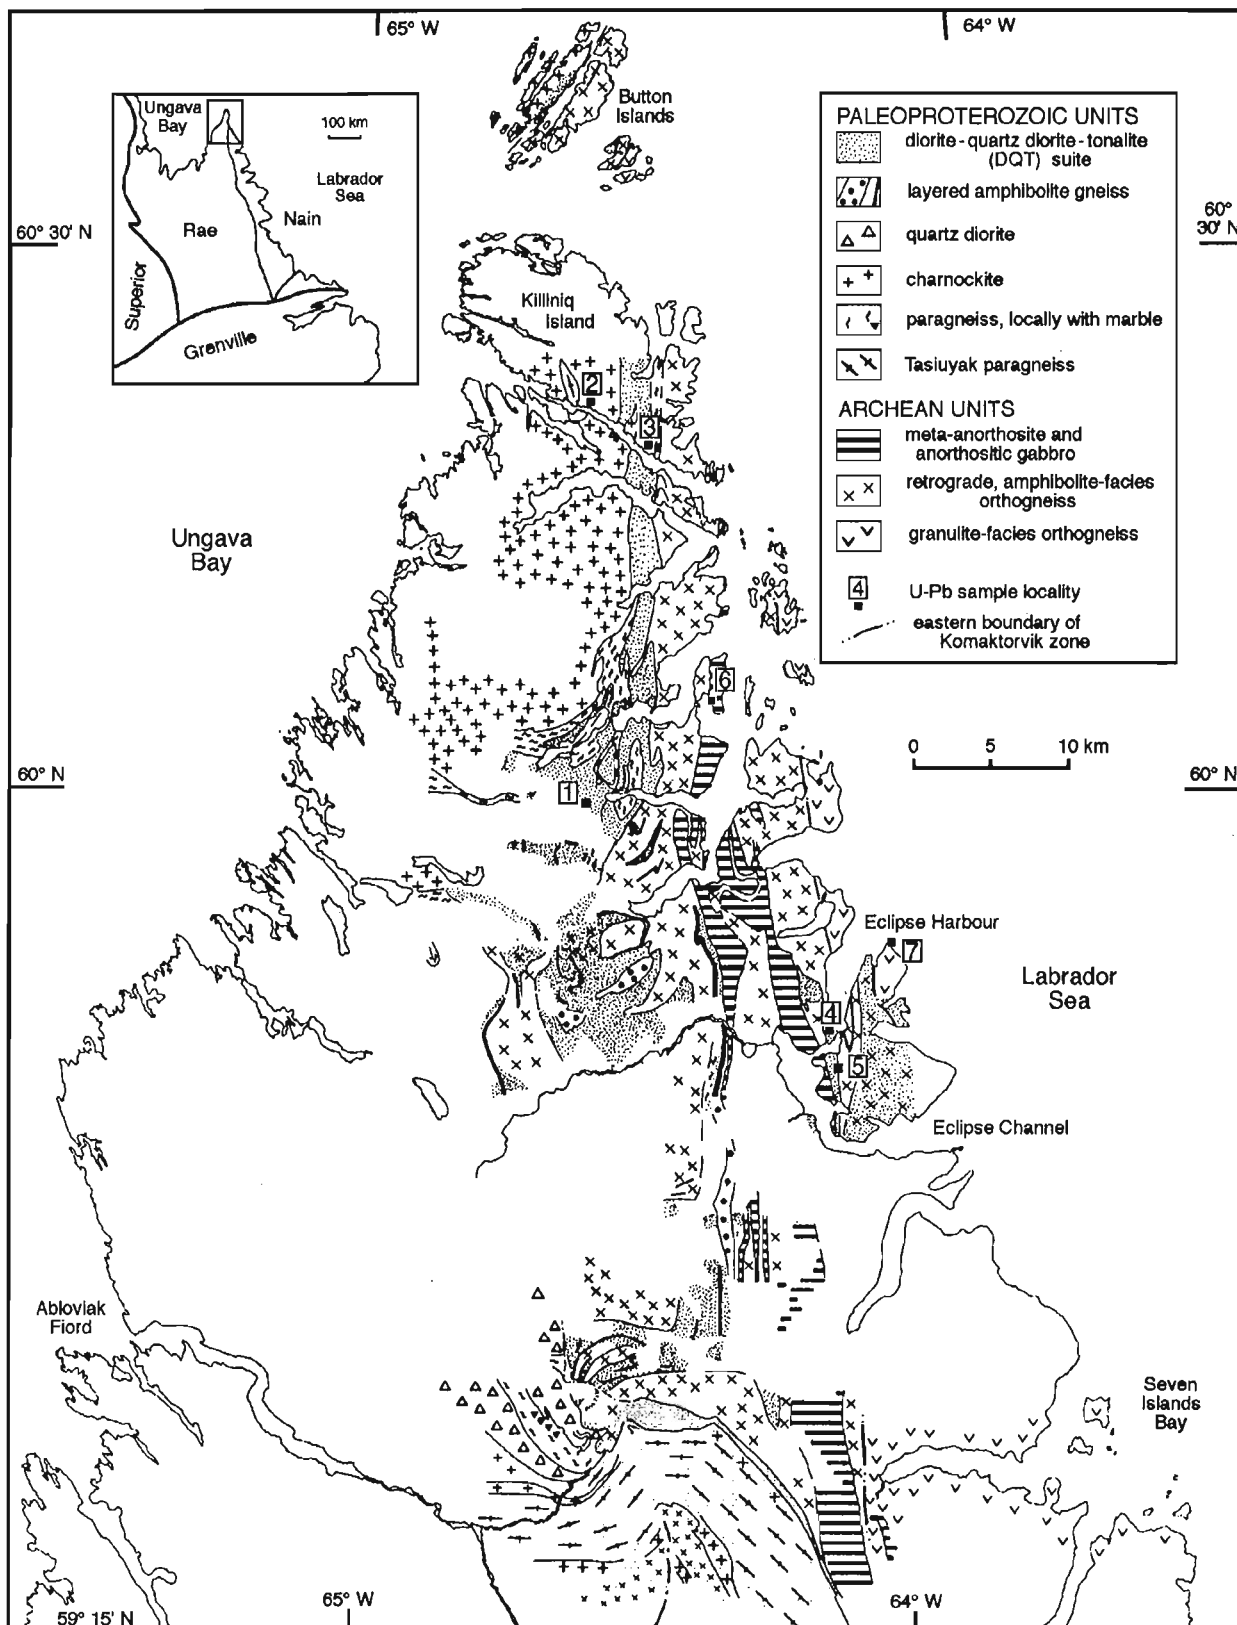 65° W
64° W
Button
Islands
Ungava
Bay
100 km
Labrador
Sea
Nain
Rae
Superior
Grenville
60° 30' N
60°
30' N
PALEOPROTEROZOIC UNITS
diorite-quartz diorite-tonalite
(DQT) suite
layered amphibolite gneiss
quartz diorite
charnockite
paragneiss, locally with marble
Tasiuyak paragneiss
ARCHEAN UNITS
meta-anorthosite and
anorthositic gabbro
retrograde, amphibolite-facies
orthogneiss
granulite-facies orthogneiss
4
U-Pb sample locality
eastern boundary of
Komaktorvik zone
Killiniq
Island
2
3
Ungava
Bay
6
0 5 10 km
60° N
60° N
1
Eclipse Harbour
7
Labrador
Sea
4
5
Eclipse Channel
Abloviak
Fiord
Seven
Islands
Bay
65° W
64° W
59° 15' N